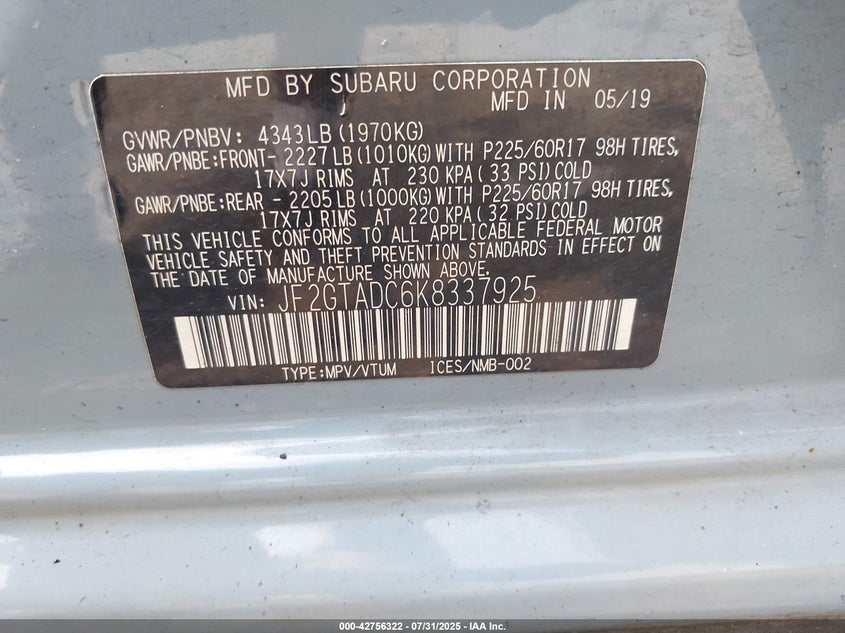 MFD BY SUBARU CORPORATION
MFD IN 05/19
GVWR/PNBV: 4343LB (1970KG)
GAWR/PNBE:FRONT- 2227LB (1010KG) WITH P225/60R17 98H TIRES,
17X7J RIMS AT 230 KPA ( 33 PSI) COLD
GAWR/PNBE:REAR - 2205LB (1000KG) WITH P225/60R17 98H TIRES,
17X7J RIMS AT 220 KPA ( 32 PSI) COLD
THIS VEHICLE CONFORMS TO ALL APPLICABLE FEDERAL MOTOR
VEHICLE SAFETY AND THEFT PREVENTION STANDARDS IN EFFECT ON
THE DATE OF MANUFACTURE SHOWN ABOVE.
VIN: JF2GTADC6K8337925
TYPE:MPV/VTUM ICES/NMB-002
000-42756322 / 07/31/2025 - IAA Inc.